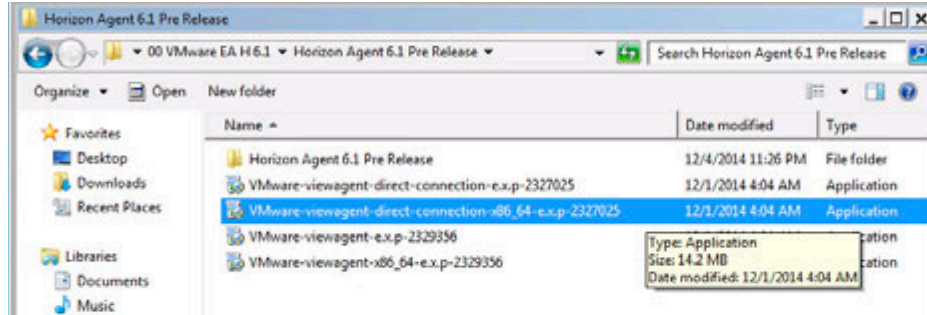 Horizon Agent 6.1 Pre Release
00 VMware EA H 6.1 Horizon Agent 6.1 Pre Release Search Horizon Agent 6.1 Pre Release
Organize Open New folder
Name Date modified Type
Favorites
Desktop
Downloads
Recent Places
Libraries
Documents
Music
Horizon Agent 6.1 Pre Release 12/4/2014 11:26 PM File folder
VMware-viewagent-direct-connection-e.x.p-2327025 12/1/2014 4:04 AM Application
VMware-viewagent-direct-connection-x86_64-e.x.p-2327025 12/1/2014 4:04 AM Application
VMware-viewagent-e.x.p-2329356
VMware-viewagent-x86_64-e.x.p-2329356
Type: Application
Size: 14.2 MB
Date modified: 12/1/2014 4:04 AM